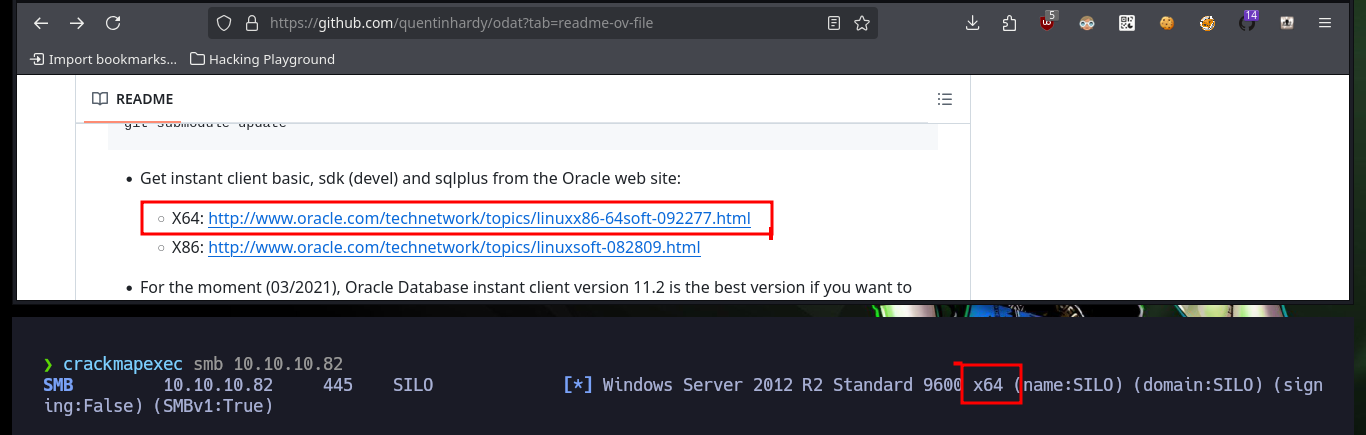 https://github.com/quentinhardy/odat?tab=readme-ov-file
5
14
Import bookmarks... Hacking Playground
README
git submodule update
• Get instant client basic, sdk (devel) and sqlplus from the Oracle web site:
○ X64: http://www.oracle.com/technetwork/topics/linuxx86-64soft-092277.html
○ X86: http://www.oracle.com/technetwork/topics/linuxsoft-082809.html
• For the moment (03/2021), Oracle Database instant client version 11.2 is the best version if you want to
❯ crackmapexec smb 10.10.10.82
SMB 10.10.10.82 445 SILO [*] Windows Server 2012 R2 Standard 9600 x64 (name:SILO) (domain:SILO) (sign
ing:False) (SMBv1:True)